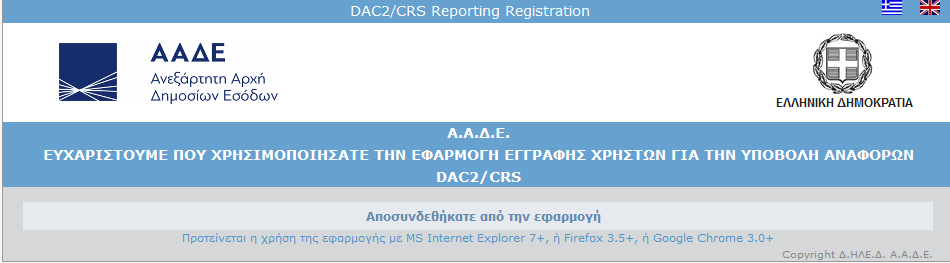 DAC2/CRS Reporting Registration
ΑΑΔΕ
Ανεξάρτητη Αρχή
Δημοσίων Εσόδων
ΕΛΛΗΝΙΚΗ ΔΗΜΟΚΡΑΤΙΑ
Α.Α.Δ.Ε.
ΕΥΧΑΡΙΣΤΟΥΜΕ ΠΟΥ ΧΡΗΣΙΜΟΠΟΙΗΣΑΤΕ ΤΗΝ ΕΦΑΡΜΟΓΗ ΕΓΓΡΑΦΗΣ ΧΡΗΣΤΩΝ ΓΙΑ ΤΗΝ ΥΠΟΒΟΛΗ ΑΝΑΦΟΡΩΝ
DAC2/CRS
Αποσυνδεθήκατε από την εφαρμογή
Προτείνεται η χρήση της εφαρμογής με MS Internet Explorer 7+, ή Firefox 3.5+, ή Google Chrome 3.0+
Copyright Δ.ΗΛΕ.Δ. Α.Α.Δ.Ε.